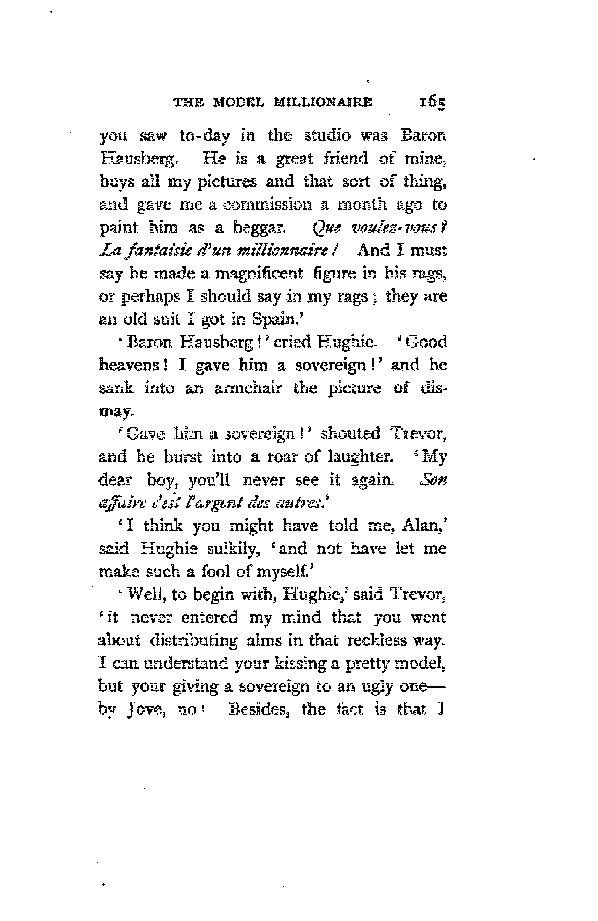 THE MODEL MILLIONAIRE 165
you saw to-day in the studio was Baron
Hausberg. He is a great friend of mine,
buys all my pictures and that sort of thing,
and gave me a commission a month ago to
paint him as a beggar. Que voulez-vous?
La fantaisie d'un millionnaire! And I must
say he made a magnificent figure in his rags,
or perhaps I should say in my rags; they are
an old suit I got in Spain.'
'Baron Hausberg!' cried Hughie. 'Good
heavens! I gave him a sovereign!' and he
sank into an armchair the picture of dis-
may.
'Gave him a sovereign!' shouted Trevor,
and he burst into a roar of laughter. 'My
dear boy, you'll never see it again. Son
affaire c'est l'argent des autres.'
'I think you might have told me, Alan,'
said Hughie sulkily, 'and not have let me
make such a fool of myself.'
'Well, to begin with, Hughie,' said Trevor,
'it never entered my mind that you went
about distributing alms in that reckless way.
I can understand your kissing a pretty model,
but your giving a sovereign to an ugly one—
by Jove, no! Besides, the fact is that I